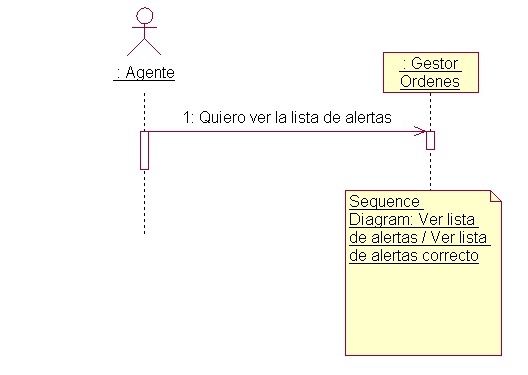 : Agente
: Gestor
Ordenes
1: Quiero ver la lista de alertas
Sequence
Diagram: Ver lista
de alertas / Ver lista
de alertas correcto